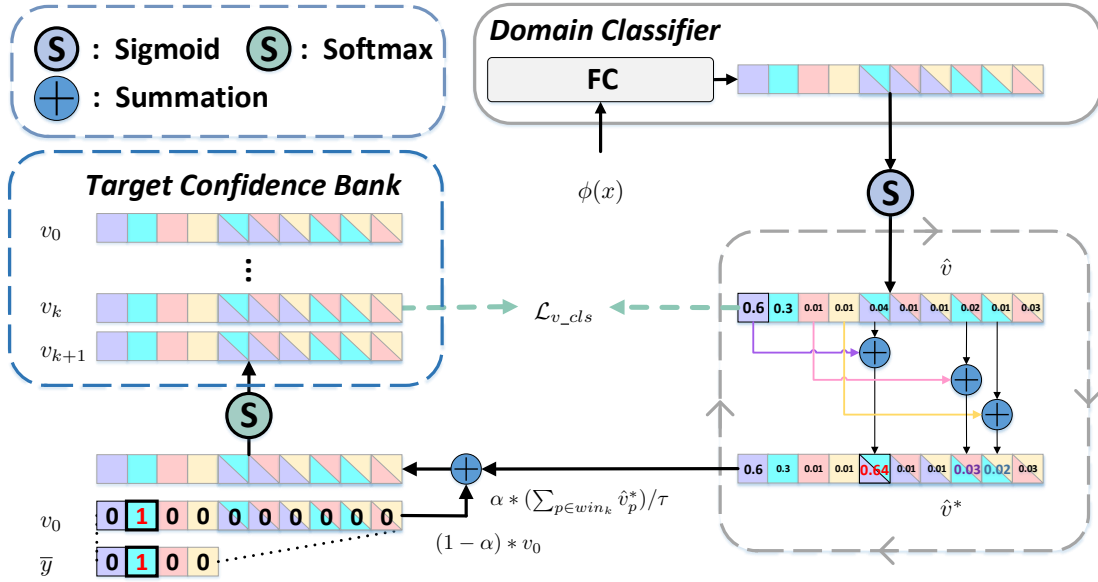 S : Sigmoid S : Softmax
: Summation
Domain Classifier
FC
ϕ(x)
S
Target Confidence Bank
v_0
⋮
v_k
v_{k+1}
S
L_{v_cls}
v̂
0.6 0.3 0.01 0.01 0.04 0.01 0.01 0.02 0.01 0.03
0.6 0.3 0.01 0.01 0.64 0.01 0.01 0.03 0.02 0.03
v̂*
α ∗ (∑_{p∈win_k} v̂*_p)/τ
(1 − α) ∗ v_0
v_0 0 1 0 0 0 0 0 0 0 0
y̅ 0 1 0 0